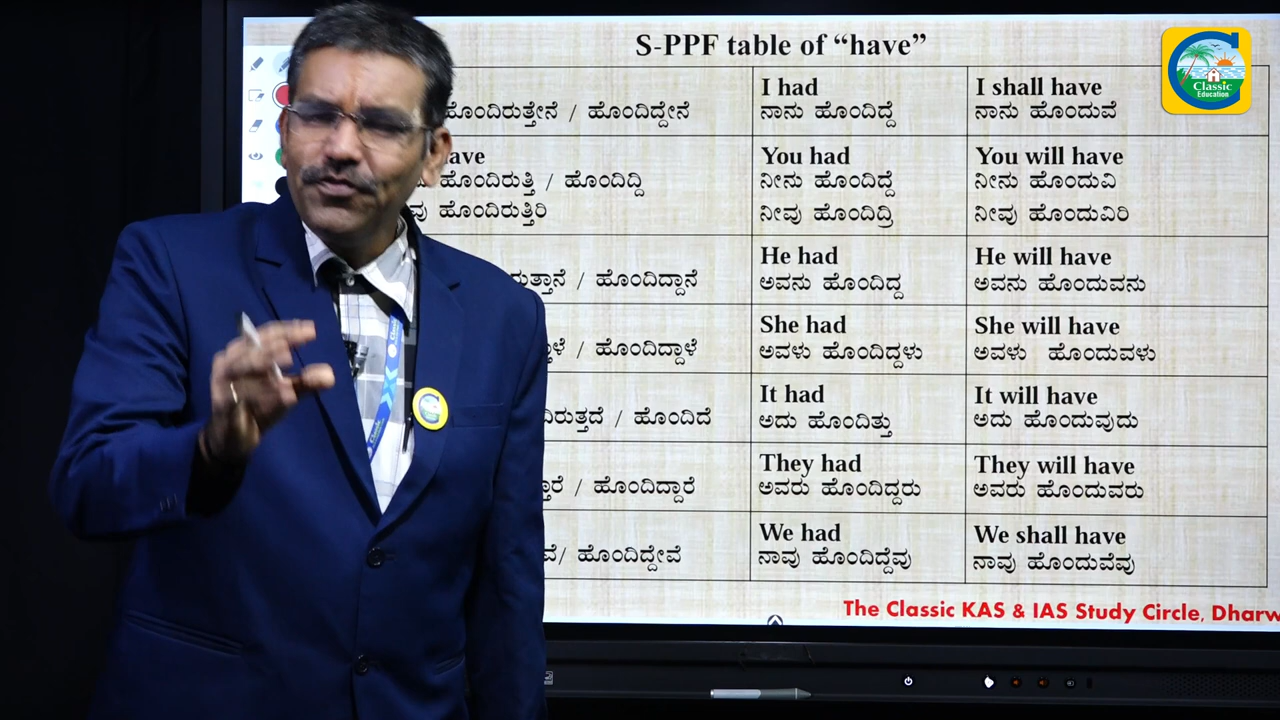 S-PPF table of “have”
Classic
Education
ಹೊಂದಿರುತ್ತೇನೆ / ಹೊಂದಿದ್ದೇನೆ
I had
ನಾನು ಹೊಂದಿದ್ದೆ
I shall have
ನಾನು ಹೊಂದುವೆ
ಹೊಂದಿರುತ್ತಿ / ಹೊಂದಿದ್ದಿ
ಹೊಂದಿರುತ್ತಿರಿ
You had
ನೀನು ಹೊಂದಿದ್ದೆ
ನೀವು ಹೊಂದಿದ್ರಿ
You will have
ನೀನು ಹೊಂದುವಿ
ನೀವು ಹೊಂದುವಿರಿ
/ ಹೊಂದಿದ್ದಾನೆ
He had
ಅವನು ಹೊಂದಿದ್ದ
He will have
ಅವನು ಹೊಂದುವನು
/ ಹೊಂದಿದ್ದಾಳೆ
She had
ಅವಳು ಹೊಂದಿದ್ದಳು
She will have
ಅವಳು ಹೊಂದುವಳು
/ ಹೊಂದಿದೆ
It had
ಅದು ಹೊಂದಿತ್ತು
It will have
ಅದು ಹೊಂದುವುದು
/ ಹೊಂದಿದ್ದಾರೆ
They had
ಅವರು ಹೊಂದಿದ್ದರು
They will have
ಅವರು ಹೊಂದುವರು
/ ಹೊಂದಿದ್ದೇವೆ
We had
ನಾವು ಹೊಂದಿದ್ದೆವು
We shall have
ನಾವು ಹೊಂದುವೆವು
The Classic KAS & IAS Study Circle,